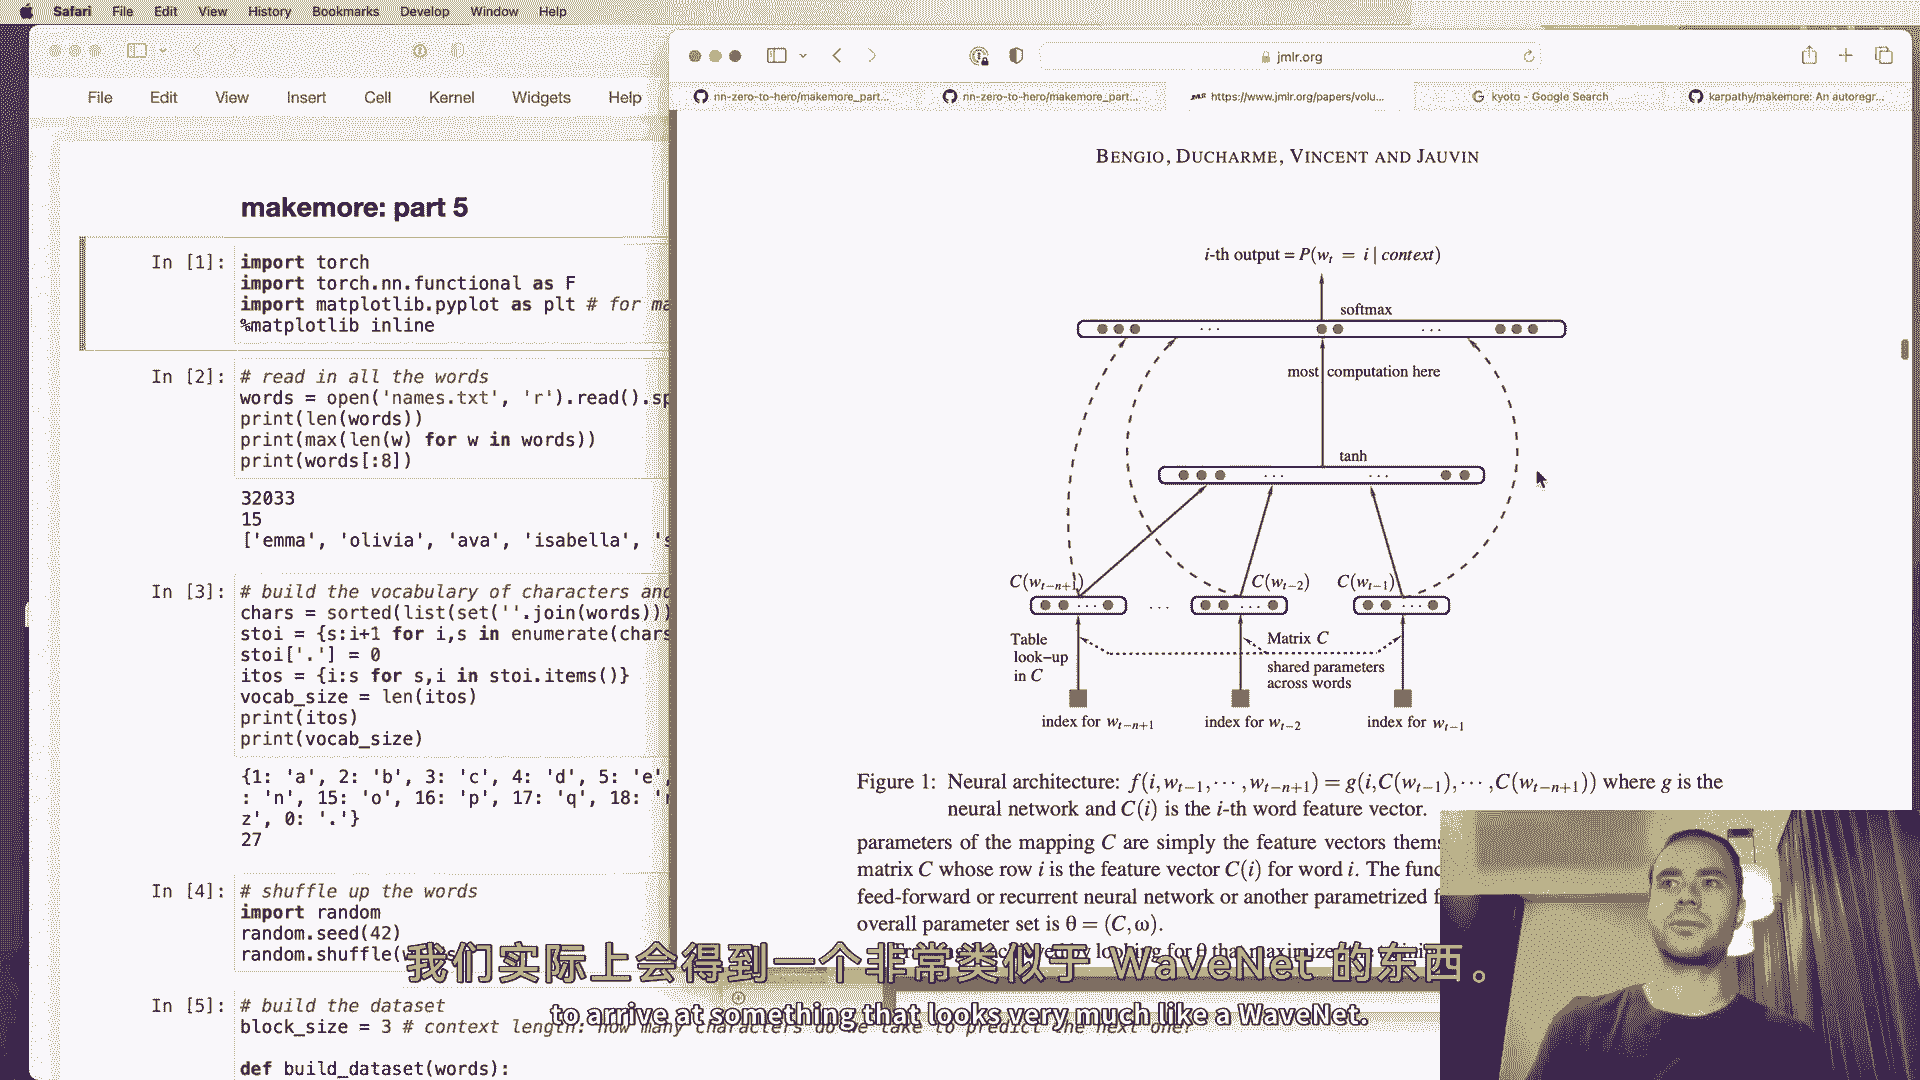 Safari File Edit View History Bookmarks Develop Window Help
File Edit View Insert Cell Kernel Widgets Help
makemore: part 5
In [1]: import torch
import torch.nn.functional as F
import matplotlib.pyplot as plt # for ma
%matplotlib inline
In [2]: # read in all the words
words = open('names.txt', 'r').read().sp
print(len(words))
print(max(len(w) for w in words))
print(words[:8])
32033
15
['emma', 'olivia', 'ava', 'isabella', 's
In [3]: # build the vocabulary of characters and
chars = sorted(list(set(''.join(words)))
stoi = {s:i+1 for i,s in enumerate(chars
stoi['.'] = 0
itos = {i:s for s,i in stoi.items()}
vocab_size = len(itos)
print(itos)
print(vocab_size)
{1: 'a', 2: 'b', 3: 'c', 4: 'd', 5: 'e',
: 'n', 15: 'o', 16: 'p', 17: 'q', 18: 'r
z', 0: '.'}
27
In [4]: # shuffle up the words
import random
random.seed(42)
random.shuffle(w
In [5]: # build the dataset
block_size = 3 # context length: how many characters do we take to predict the next one?
def build_dataset(words):
jmlr.org
nn-zero-to-hero/makemore_part...
nn-zero-to-hero/makemore_part...
https://www.jmlr.org/papers/volu...
kyoto - Google Search
karpathy/makemore: An autoregr...
BENGIO, DUCHARME, VINCENT AND JAUVIN
i-th output = P(w_t = i | context)
softmax
... ...
most computation here
tanh
... ...
C(w_{t−n+1}) C(w_{t−2}) C(w_{t−1})
... ... ... ...
Table look−up in C
Matrix C
shared parameters
across words
index for w_{t−n+1} index for w_{t−2} index for w_{t−1}
Figure 1: Neural architecture: f(i,w_{t−1},···,w_{t−n+1}) = g(i,C(w_{t−1}),···,C(w_{t−n+1})) where g is the
neural network and C(i) is the i-th word feature vector.
parameters of the mapping C are simply the feature vectors thems
matrix C whose row i is the feature vector C(i) for word i. The func
feed-forward or recurrent neural network or another parametrized f
overall parameter set is θ = (C,ω).
looking for θ that
我们实际上会得到一个非常类似于 WaveNet 的东西。
to arrive at something that looks very much like a WaveNet.